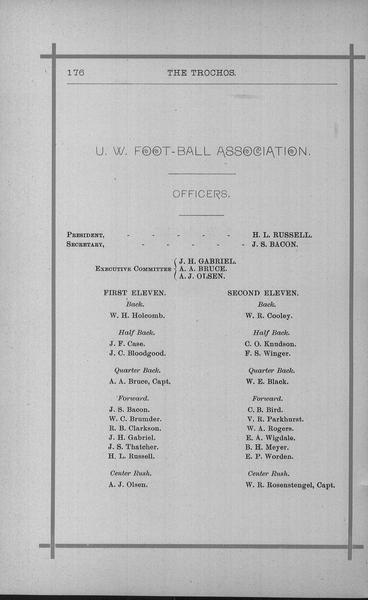 176 THE TROCHOS.
U. W. FOOT-BALL ASSOCIATION.
OFFICERS.
PRESIDENT, - - - - - H. L. RUSSELL.
SECRETARY, - - - - - J. S. BACON.
EXECUTIVE COMMITTEE { J. H. GABRIEL.
A. A. BRUCE.
A. J. OLSEN.
FIRST ELEVEN. SECOND ELEVEN.
Back. Back.
W. H. Holcomb. W. R. Cooley.
Half Back. Half Back.
J. F. Case. C. O. Knudson.
J. C. Bloodgood. F. S. Winger.
Quarter Back. Quarter Back.
A. A. Bruce, Capt. W. E. Black.
Forward. Forward.
J. S. Bacon. C. B. Bird.
W. C. Brumder. V. R. Parkhurst.
R. B. Clarkson. W. A. Rogers.
J. H. Gabriel. E. A. Wigdale.
J. S. Thatcher. B. H. Meyer.
H. L. Russell. E. P. Worden.
Center Rush. Center Rush.
A. J. Olsen. W. R. Rosenstengel, Capt.